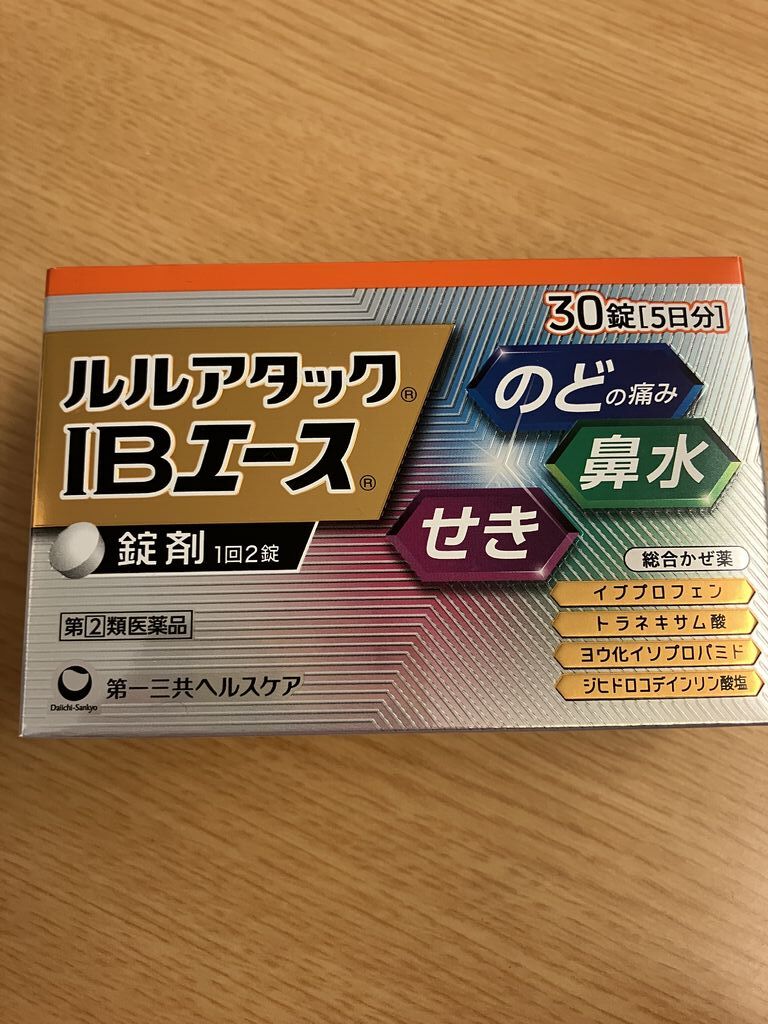 30錠[5日分]
ルルアタック®
IBエース®
のどの痛み
鼻水
せき
錠剤 1回2錠
総合かぜ薬
イブプロフェン
トラネキサム酸
ヨウ化イソプロパミド
ジヒドロコデインリン酸塩
第②類医薬品
第一三共ヘルスケア
Daiichi-Sankyo